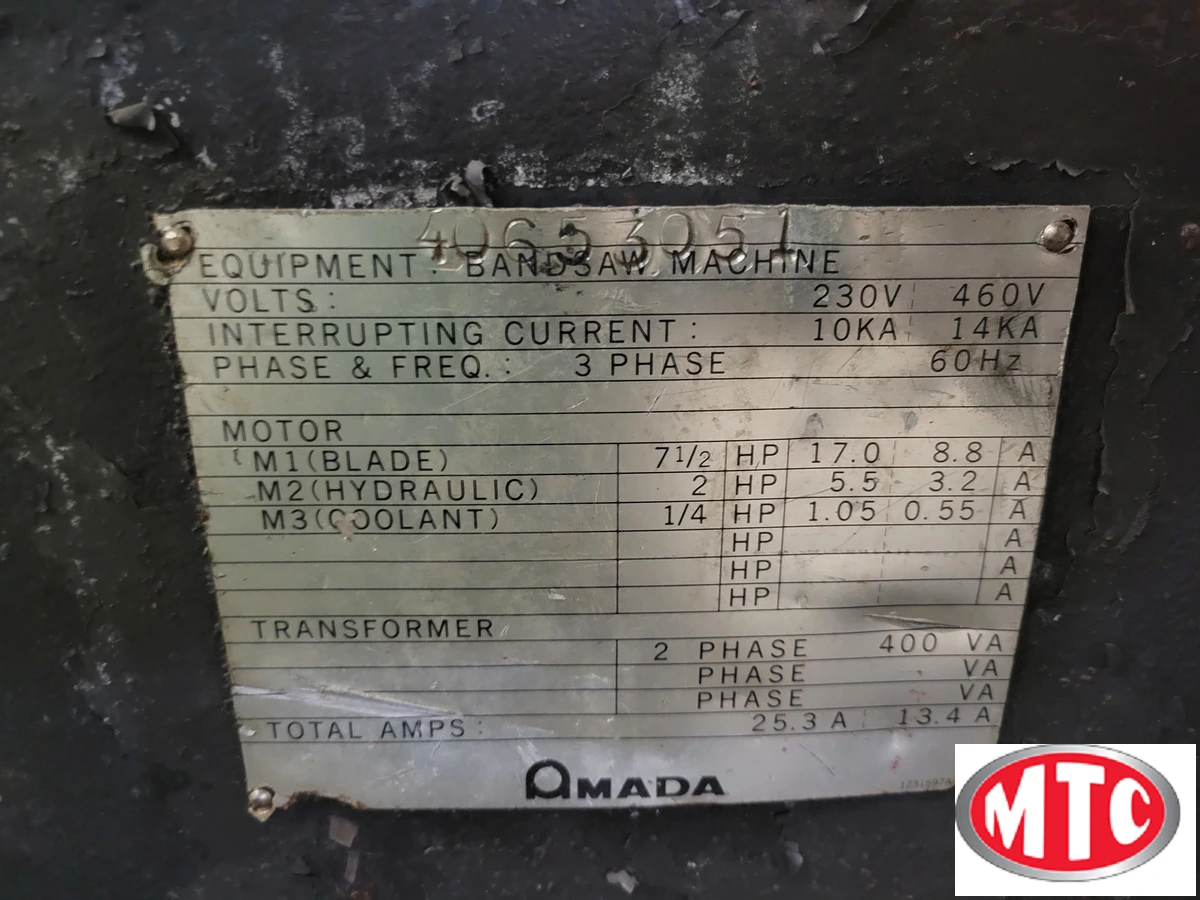 40653051
EQUIPMENT: BANDSAW MACHINE
VOLTS: 230V 460V
INTERRUPTING CURRENT: 10KA 14KA
PHASE & FREQ.: 3 PHASE 60Hz
MOTOR
M1(BLADE) 7 1/2 HP 17.0 8.8 A
M2(HYDRAULIC) 2 HP 5.5 3.2 A
M3(COOLANT) 1/4 HP 1.05 0.55 A
HP A
HP A
HP A
TRANSFORMER
2 PHASE 400 VA
PHASE VA
PHASE VA
TOTAL AMPS: 25.3 A 13.4 A
AMADA
MTC